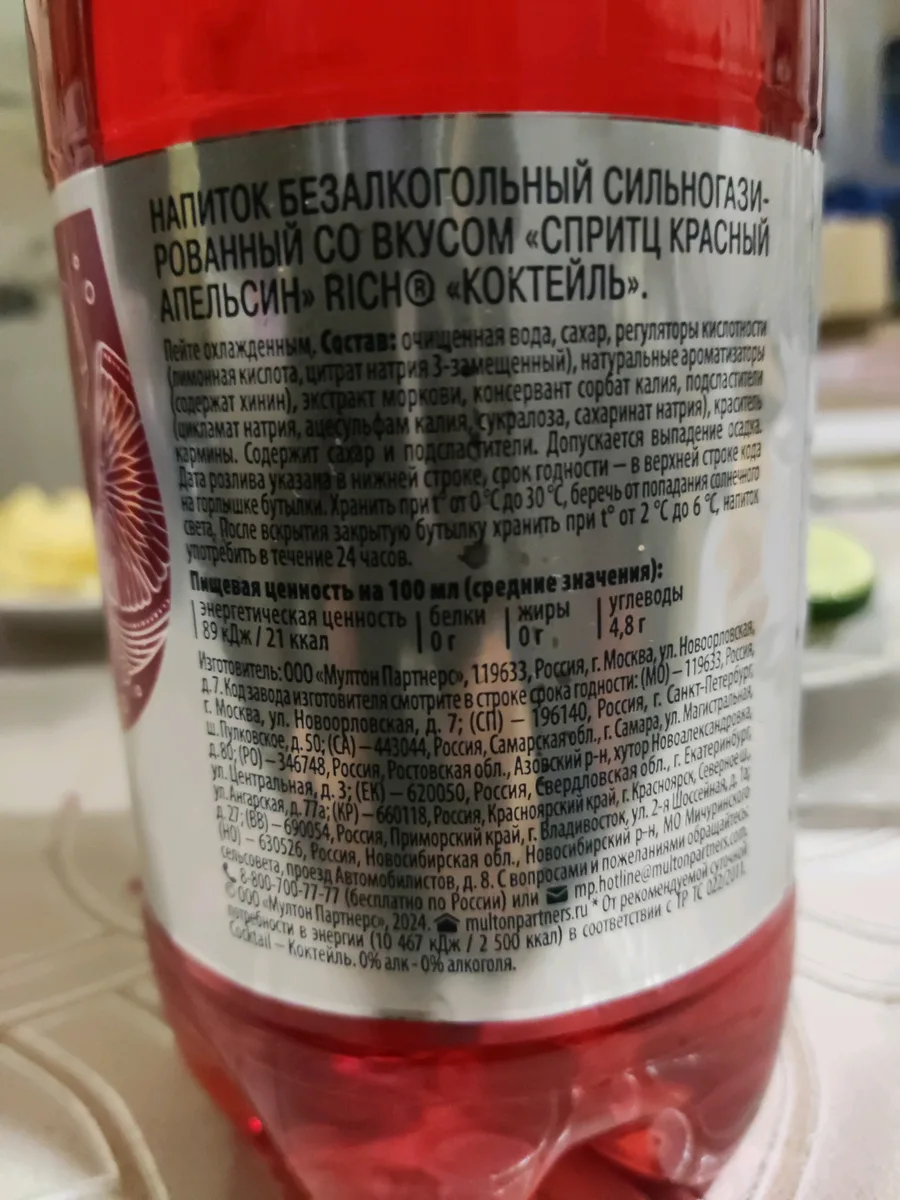 НАПИТОК БЕЗАЛКОГОЛЬНЫЙ СИЛЬНОГАЗИ-
РОВАННЫЙ СО ВКУСОМ «СПРИТЦ КРАСНЫЙ
АПЕЛЬСИН» RICH® «КОКТЕЙЛЬ».
Пейте охлажденным. Состав: очищенная вода, сахар, регуляторы кислотности
(лимонная кислота, цитрат натрия 3-замещенный), натуральные ароматизаторы
(содержат хинин), экстракт моркови, консервант сорбат калия, подсластители
(цикламат натрия, ацесульфам калия, сукралоза, сахаринат натрия), краситель
кармины. Содержит сахар и подсластители. Допускается выпадение осадка.
Дата розлива указана в нижней строке, срок годности – в верхней строке кода
на горлышке бутылки. Хранить при t° от 0 °С до 30 °С, беречь от попадания солнечного
света. После вскрытия закрытую бутылку хранить при t° от 2 °С до 6 °С, напиток
употребить в течение 24 часов.
Пищевая ценность на 100 мл (средние значения):
энергетическая ценность | белки | жиры | углеводы
89 кДж / 21 ккал | 0 г | 0 г | 4,8 г
Изготовитель: ООО «Мултон Партнерс», 119633, Россия, г. Москва, ул. Новоорловская,
д. 7. Код завода изготовителя смотрите в строке срока годности: (МО) – 119633, Россия,
г. Москва, ул. Новоорловская, д. 7; (СП) – 196140, Россия, г. Санкт-Петербург,
ш. Пулковское, д. 50; (СА) – 443044, Россия, Самарская обл., г. Самара, ул. Магистральная,
д. 80; (РО) – 346748, Россия, Ростовская обл., Азовский р-н, хутор Новоалександровка,
ул. Центральная, д. 3; (ЕК) – 620050, Россия, Свердловская обл., г. Екатеринбург,
ул. Ангарская, д. 77а; (КР) – 660118, Россия, Красноярский край, г. Красноярск, Северное ш.,
д. 27; (ВВ) – 690054, Россия, Приморский край, г. Владивосток, ул. 2-я Шоссейная, д. 1а;
(НО) – 630526, Россия, Новосибирская обл., Новосибирский р-н, МО Мичуринского
сельсовета, проезд Автомобилистов, д. 8. С вопросами и пожеланиями обращайтесь:
8-800-700-77-77 (бесплатно по России) или mp.hotline@multonpartners.com.
© ООО «Мултон Партнерс», 2024. multonpartners.ru * От рекомендуемой суточной
потребности в энергии (10 467 кДж / 2 500 ккал) в соответствии с ТР ТС 022/2011.
Cocktail – Коктейль. 0% алк - 0% алкоголя.